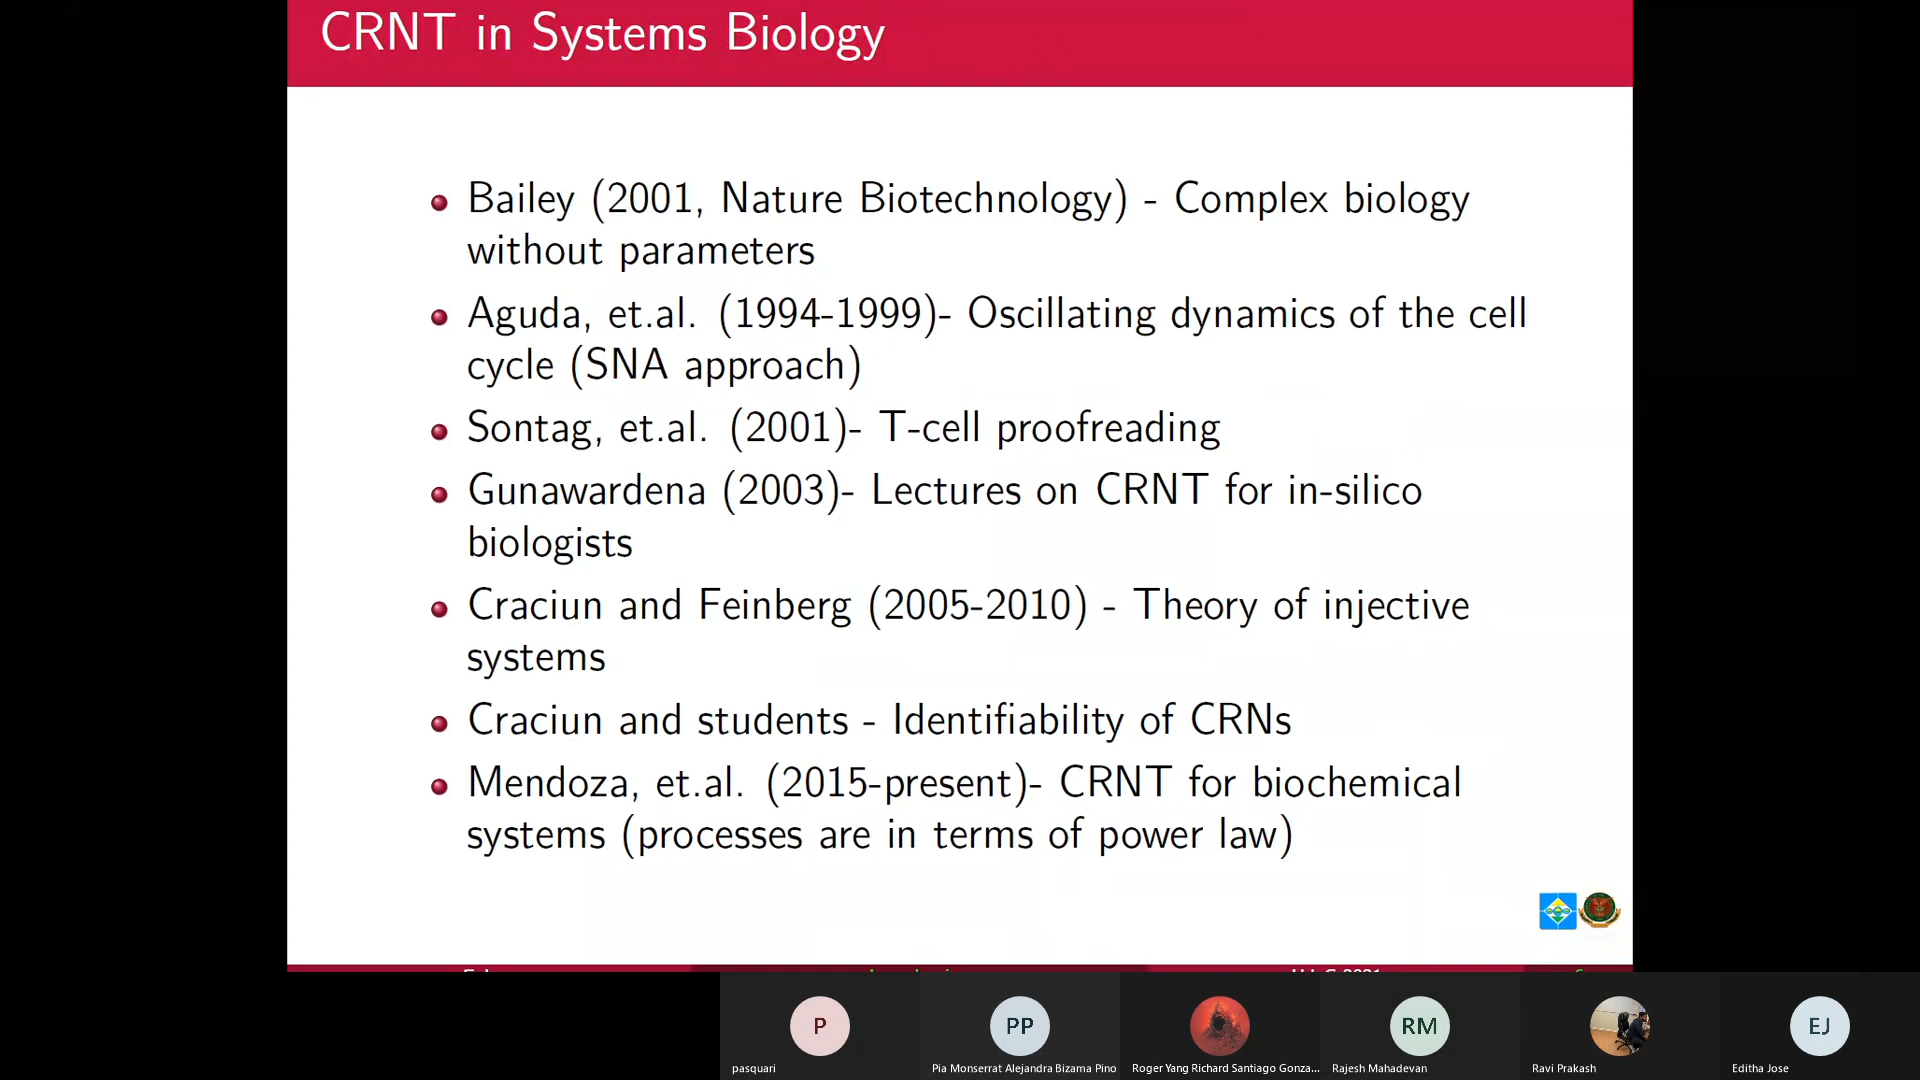 CRNT in Systems Biology
Bailey (2001, Nature Biotechnology) - Complex biology
without parameters
Aguda, et.al. (1994-1999)- Oscillating dynamics of the cell
cycle (SNA approach)
Sontag, et.al. (2001)- T-cell proofreading
Gunawardena (2003)- Lectures on CRNT for in-silico
biologists
Craciun and Feinberg (2005-2010) - Theory of injective
systems
Craciun and students - Identifiability of CRNs
Mendoza, et.al. (2015-present)- CRNT for biochemical
systems (processes are in terms of power law)
P PP RM EJ
pasquari Pia Monserrat Alejandra Bizama Pino Roger Yang Richard Santiago Gonza... Rajesh Mahadevan Ravi Prakash Editha Jose